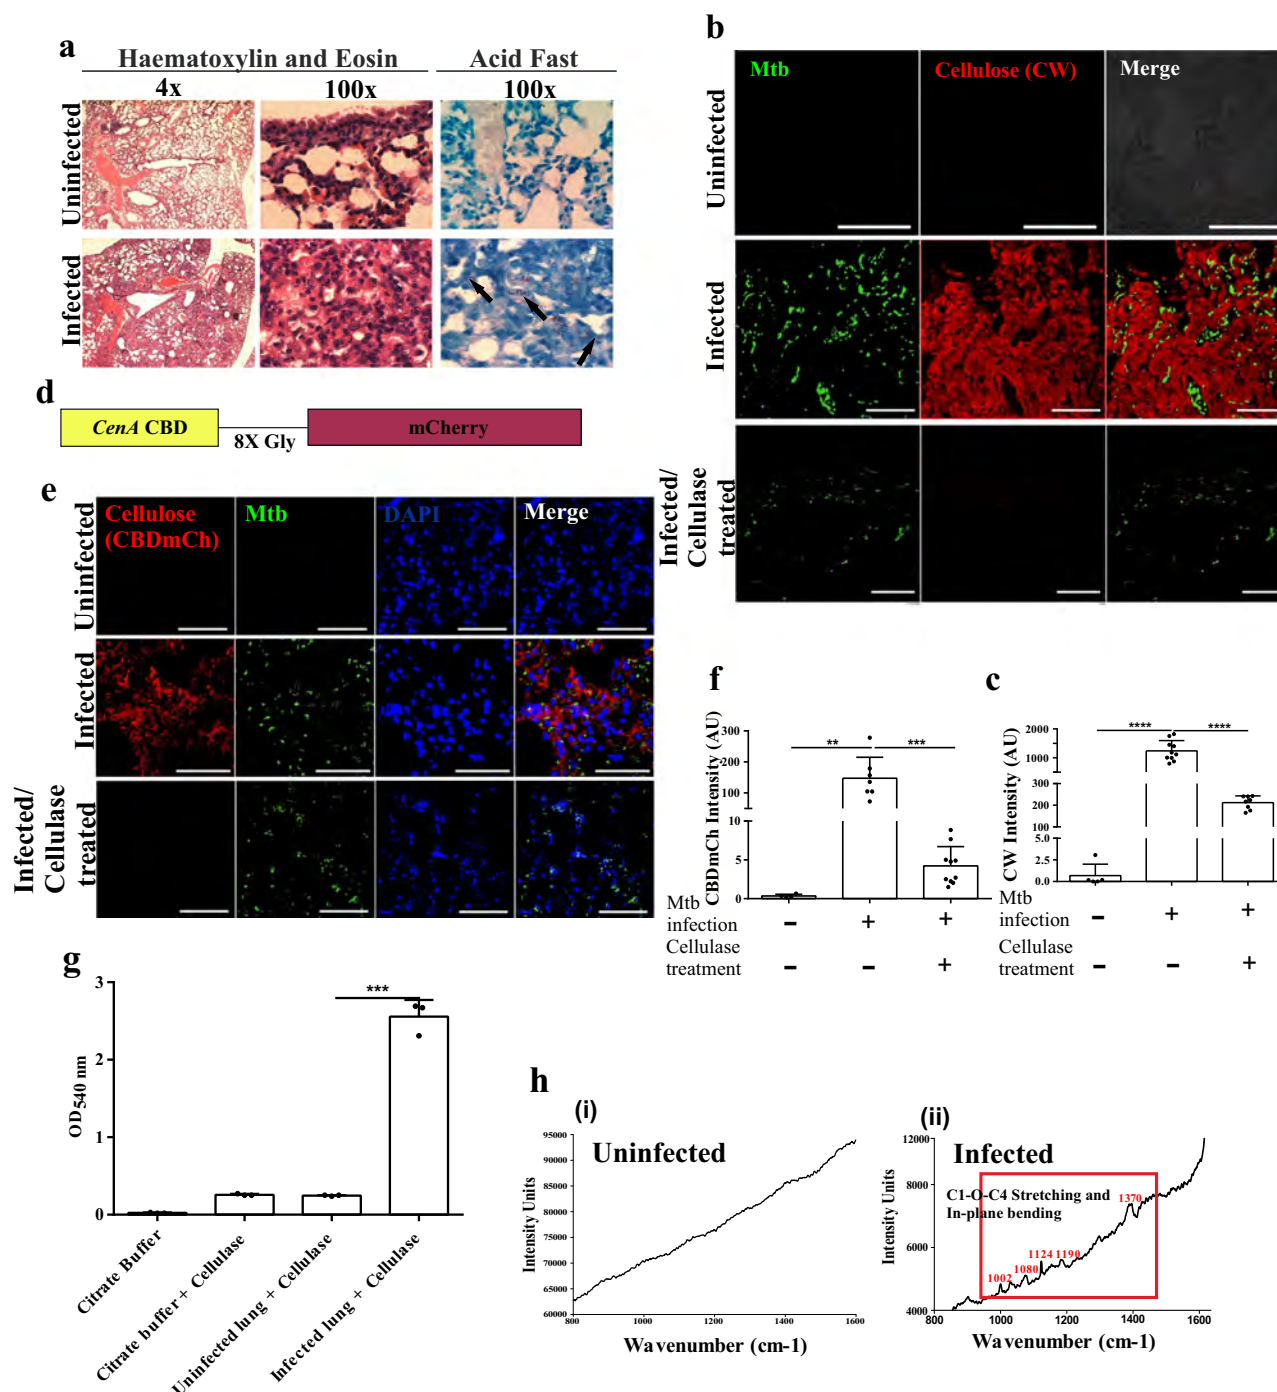 a
Haematoxylin and Eosin
Acid Fast
4x
100x
100x
Uninfected
Infected
b
Mtb
Cellulose (CW)
Merge
Uninfected
Infected
Infected/
Cellulase
treated
d
CenA CBD
8X Gly
mCherry
e
Cellulose
(CBDmCh)
Mtb
DAPI
Merge
Uninfected
Infected
Infected/
Cellulase
treated
f
CBDmCh Intensity (AU)
300
200
100
10
5
0
**
***
Mtb
infection
− + +
Cellulase
treatment
− − +
c
CW Intensity (AU)
2000
1000
300
200
100
5.0
2.5
0.0
****
****
Mtb
infection
− + +
Cellulase
treatment
− − +
g
OD540 nm
3
2
1
0
***
Citrate Buffer
Citrate buffer + Cellulase
Uninfected lung + Cellulase
Infected lung + Cellulase
h
(i)
Uninfected
Intensity Units
95000
90000
85000
80000
75000
70000
65000
60000
800 1000 1200 1400 1600
Wavenumber (cm-1)
(ii)
Infected
C1-O-C4 Stretching and
In-plane bending
1370
1124 1190
1080
1002
Intensity Units
12000
8000
6000
4000
800 1000 1200 1400 1600
Wavenumber (cm-1)